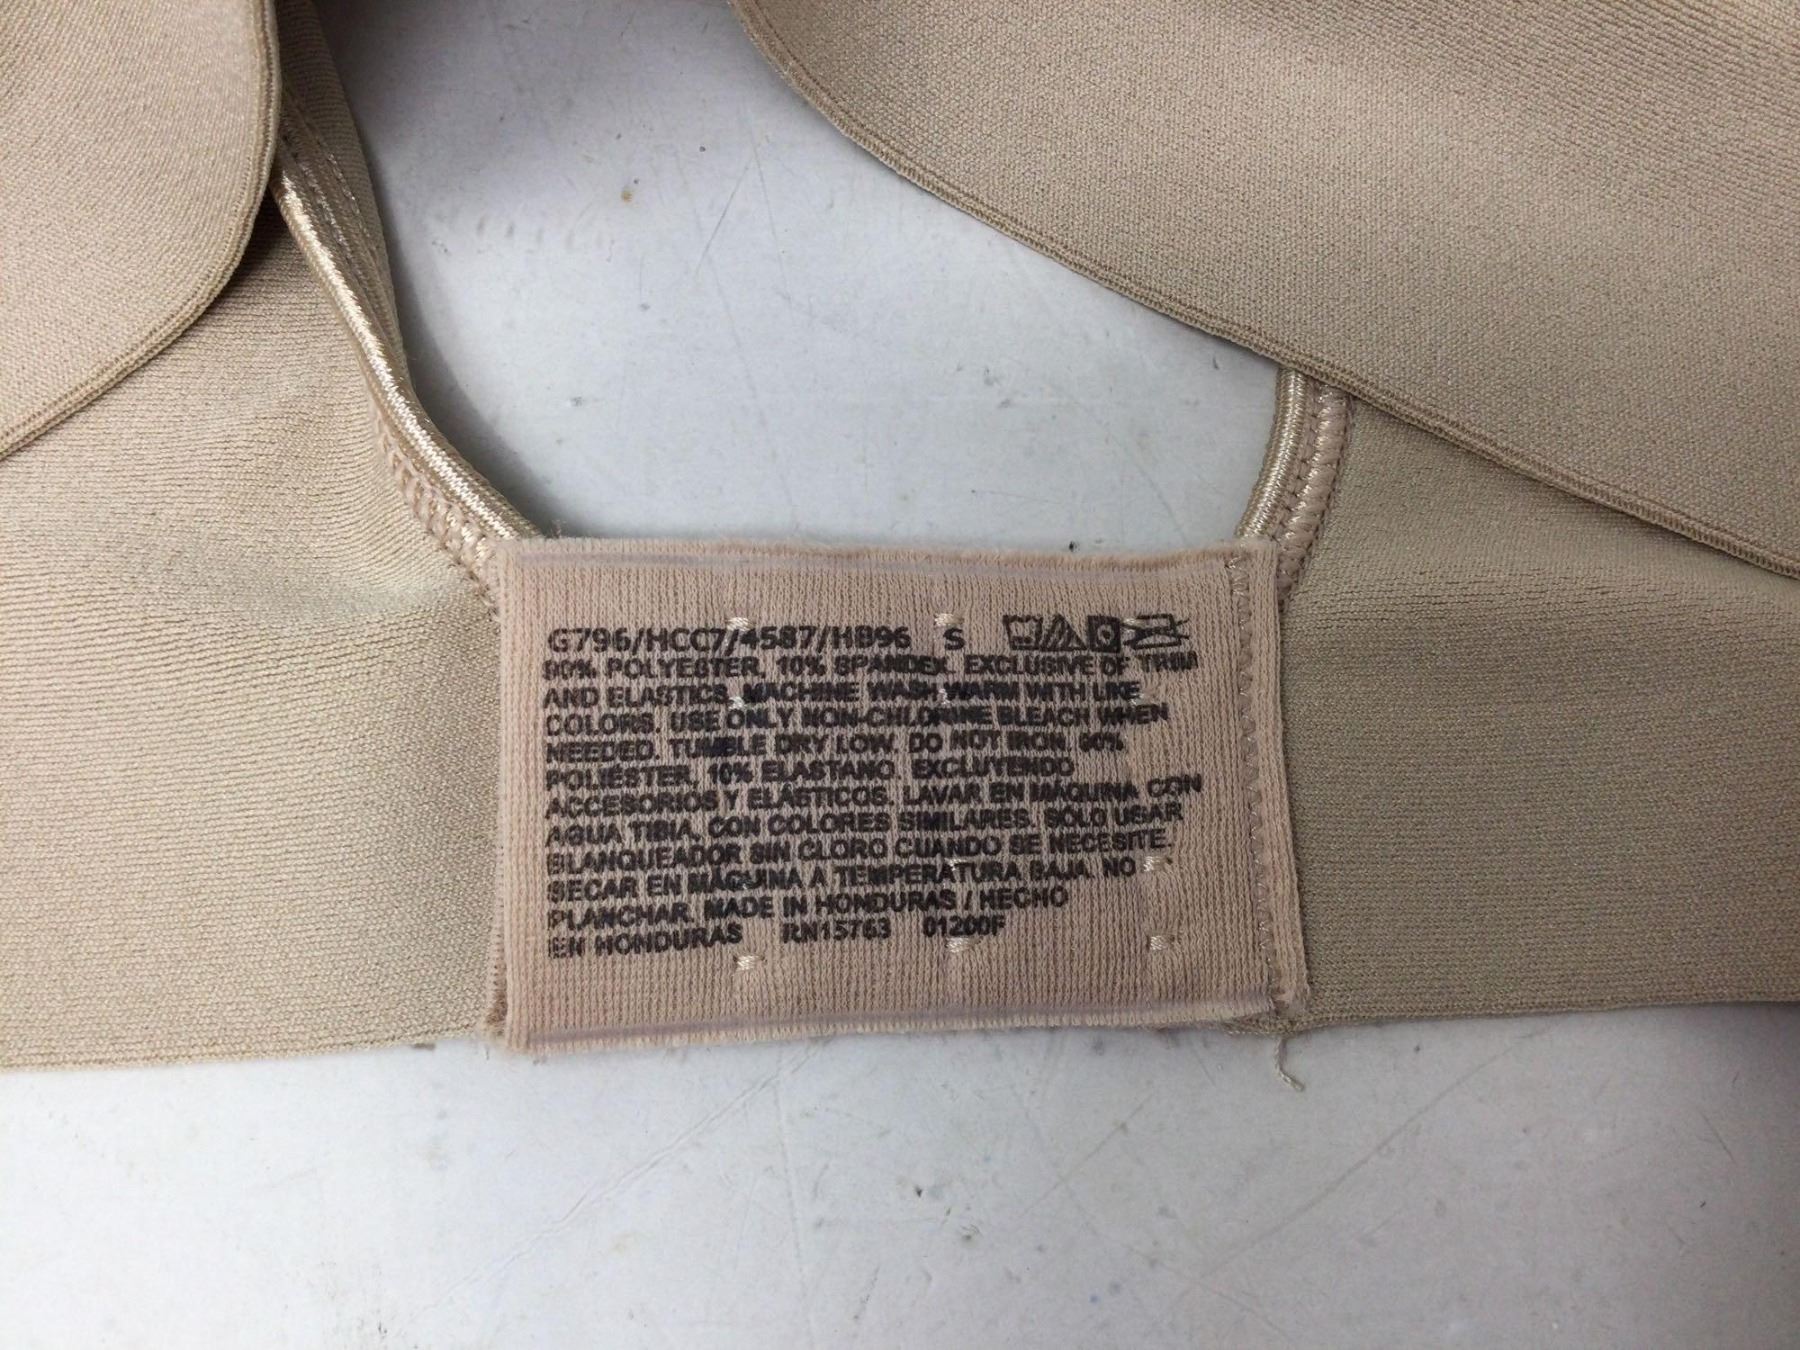 G796/HCC7/4587/HB96 S
90% POLYESTER, 10% SPANDEX, EXCLUSIVE OF TRIM
AND ELASTICS. MACHINE WASH WARM WITH LIKE
COLORS. USE ONLY NON-CHLORINE BLEACH WHEN
NEEDED. TUMBLE DRY LOW. DO NOT IRON. 90%
POLIÉSTER, 10% ELASTANO, EXCLUYENDO
ACCESORIOS Y ELÁSTICOS. LAVAR EN MÁQUINA CON
AGUA TIBIA, CON COLORES SIMILARES. SÓLO USAR
BLANQUEADOR SIN CLORO CUANDO SE NECESITE.
SECAR EN MÁQUINA A TEMPERATURA BAJA. NO
PLANCHAR. MADE IN HONDURAS / HECHO
EN HONDURAS RN15763 01200F